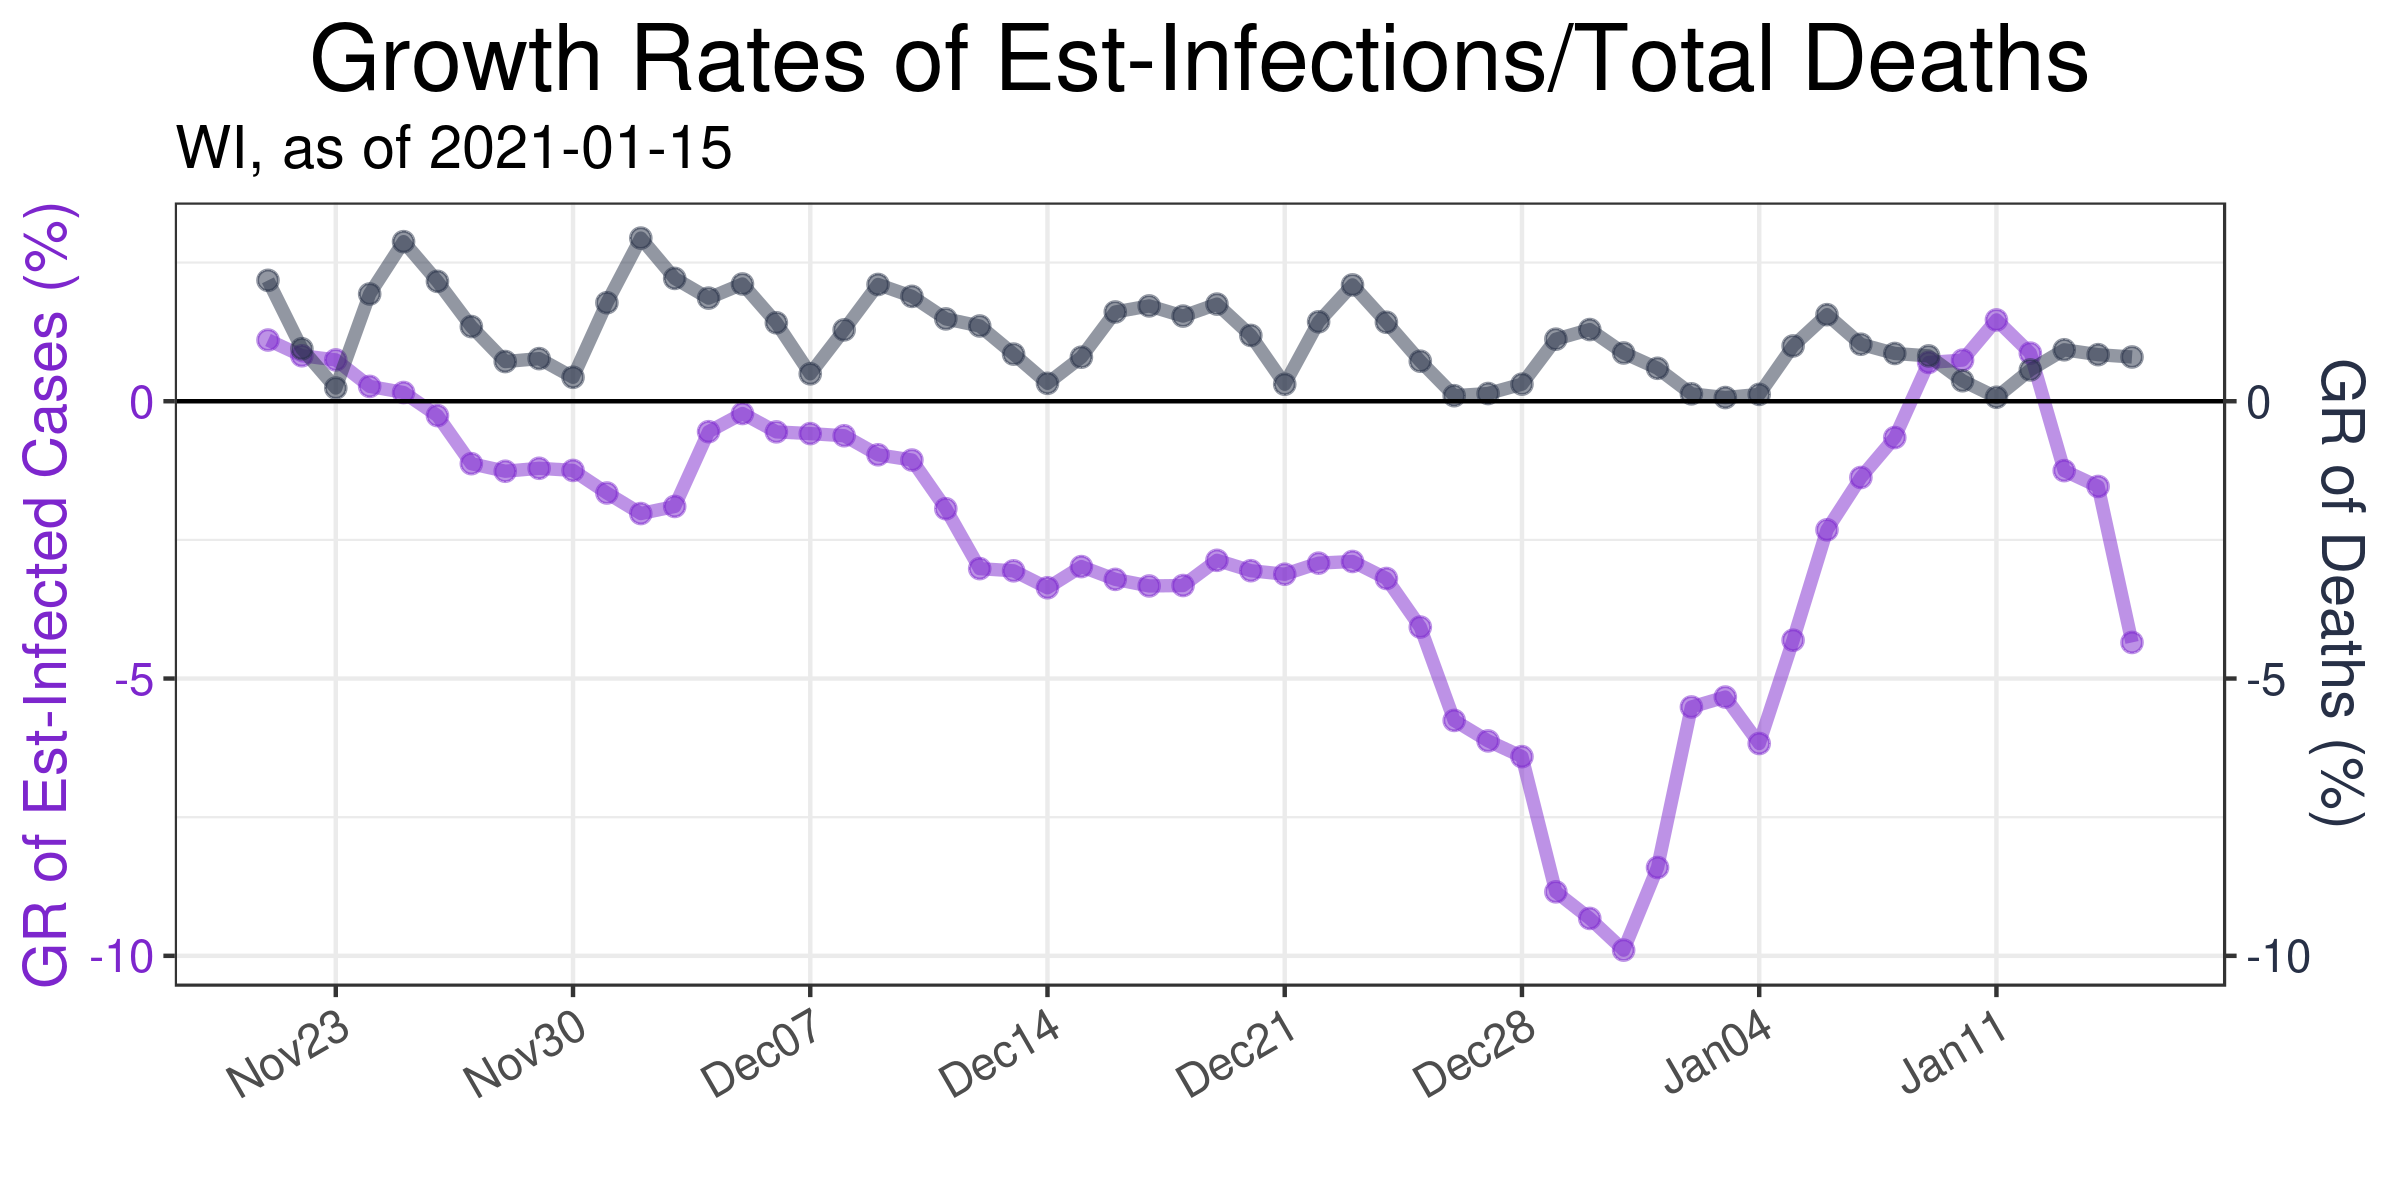 Growth Rates of Est-Infections/Total Deaths
WI, as of 2021-01-15
GR of Est-Infected Cases (%)
0
-5
-10
0
-5
-10
GR of Deaths (%)
Nov23
Nov30
Dec07
Dec14
Dec21
Dec28
Jan04
Jan11